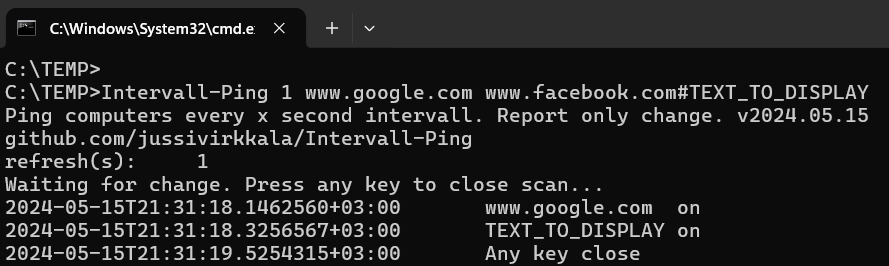 C:\Windows\System32\cmd.e
C:\TEMP>
C:\TEMP>Intervall-Ping 1 www.google.com www.facebook.com#TEXT_TO_DISPLAY
Ping computers every x second intervall. Report only change. v2024.05.15
github.com/jussivirkkala/Intervall-Ping
refresh(s):     1
Waiting for change. Press any key to close scan...
2024-05-15T21:31:18.1462560+03:00       www.google.com  on
2024-05-15T21:31:18.3256567+03:00       TEXT_TO_DISPLAY on
2024-05-15T21:31:19.5254315+03:00       Any key close